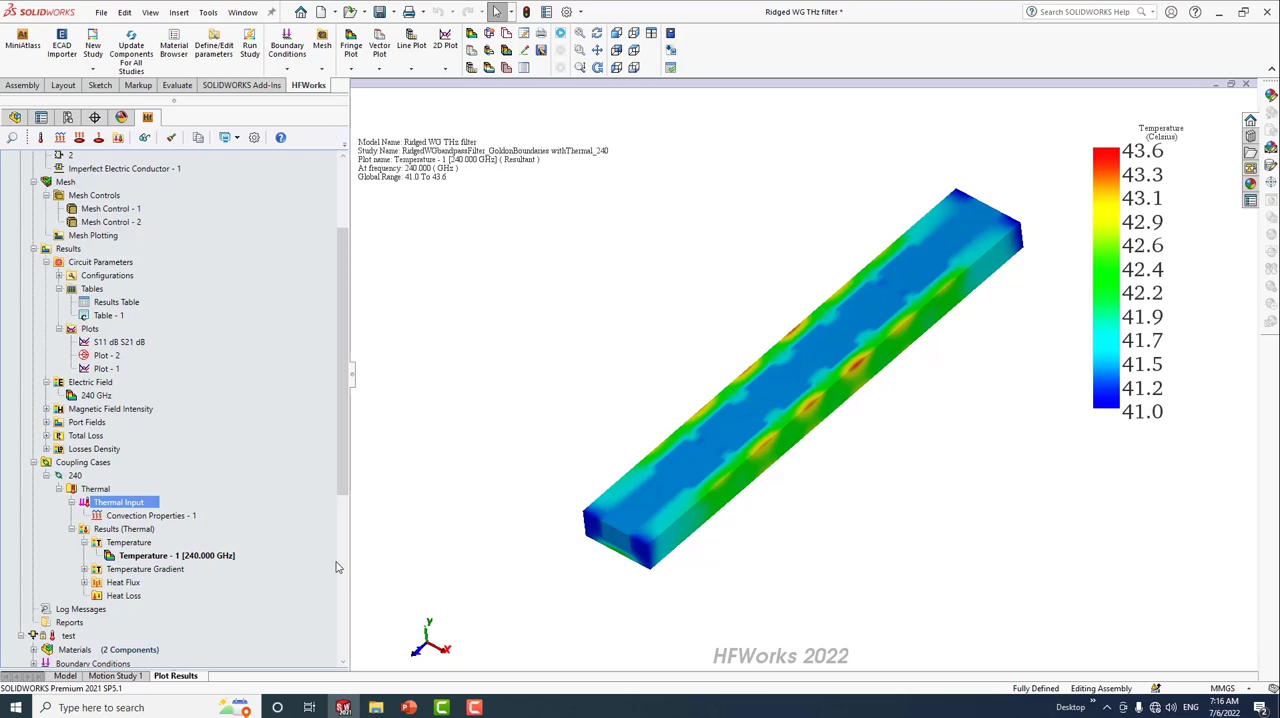 SOLIDWORKS File Edit View Insert Tools Window Ridged WG THz filter * Search SOLIDWORKS Help
MiniAtlass ECAD Importer New Study Update Components For All Studies Material Browser Define/Edit parameters Run Study Boundary Conditions Mesh Fringe Plot Vector Plot Line Plot 2D Plot
Assembly Layout Sketch Markup Evaluate SOLIDWORKS Add-Ins HFWorks
2
Imperfect Electric Conductor - 1
Mesh
Mesh Controls
Mesh Control - 1
Mesh Control - 2
Mesh Plotting
Results
Circuit Parameters
Configurations
Tables
Results Table
Table - 1
Plots
S11 dB S21 dB
Plot - 2
Plot - 1
Electric Field
240 GHz
Magnetic Field Intensity
Port Fields
Total Loss
Losses Density
Coupling Cases
240
Thermal
Thermal Input
Convection Properties - 1
Results (Thermal)
Temperature
Temperature - 1 [240.000 GHz]
Temperature Gradient
Heat Flux
Heat Loss
Log Messages
Reports
test
Materials (2 Components)
Boundary Conditions
Model Name: Ridged WG THz filter
Study Name: RidgedWGbandpassFilter_GoldonBoundaries withThermal_240
Plot name: Temperature - 1 [240.000 GHz] ( Resultant )
At frequency: 240.000 ( GHz )
Global Range: 41.0 To 43.6
Temperature
(Celsnius)
43.6
43.3
43.1
42.9
42.6
42.4
42.2
41.9
41.7
41.5
41.2
41.0
y
x
z
HFWorks 2022
Model Motion Study 1 Plot Results
SOLIDWORKS Premium 2021 SP5.1 Fully Defined Editing Assembly MMGS
Type here to search Desktop ENG 7:16 AM
7/6/2022